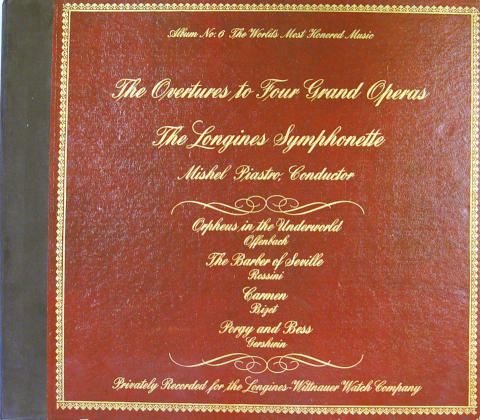 Album No. 6 The World's Most Honored Music
The Overtures to Four Grand Operas
The Longines Symphonette
Mishel Piastro, Conductor
Orpheus in the Underworld
Offenbach
The Barber of Seville
Rossini
Carmen
Bizet
Porgy and Bess
Gershwin
Privately Recorded for the Longines-Wittnauer Watch Company